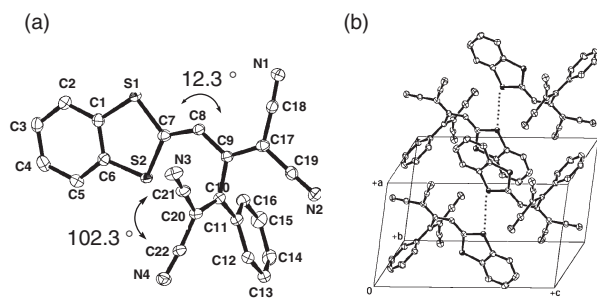 (a)
(b)
N1
S1
12.3 °
C2
C18
C1
C8
C3
C7
C17
C9
S2
N3
C19
C4
C6
C10
C5
C21
C16
N2
C20
C15
C11
102.3 °
C22
C12
C14
N4
C13
+a
+b
0
+c